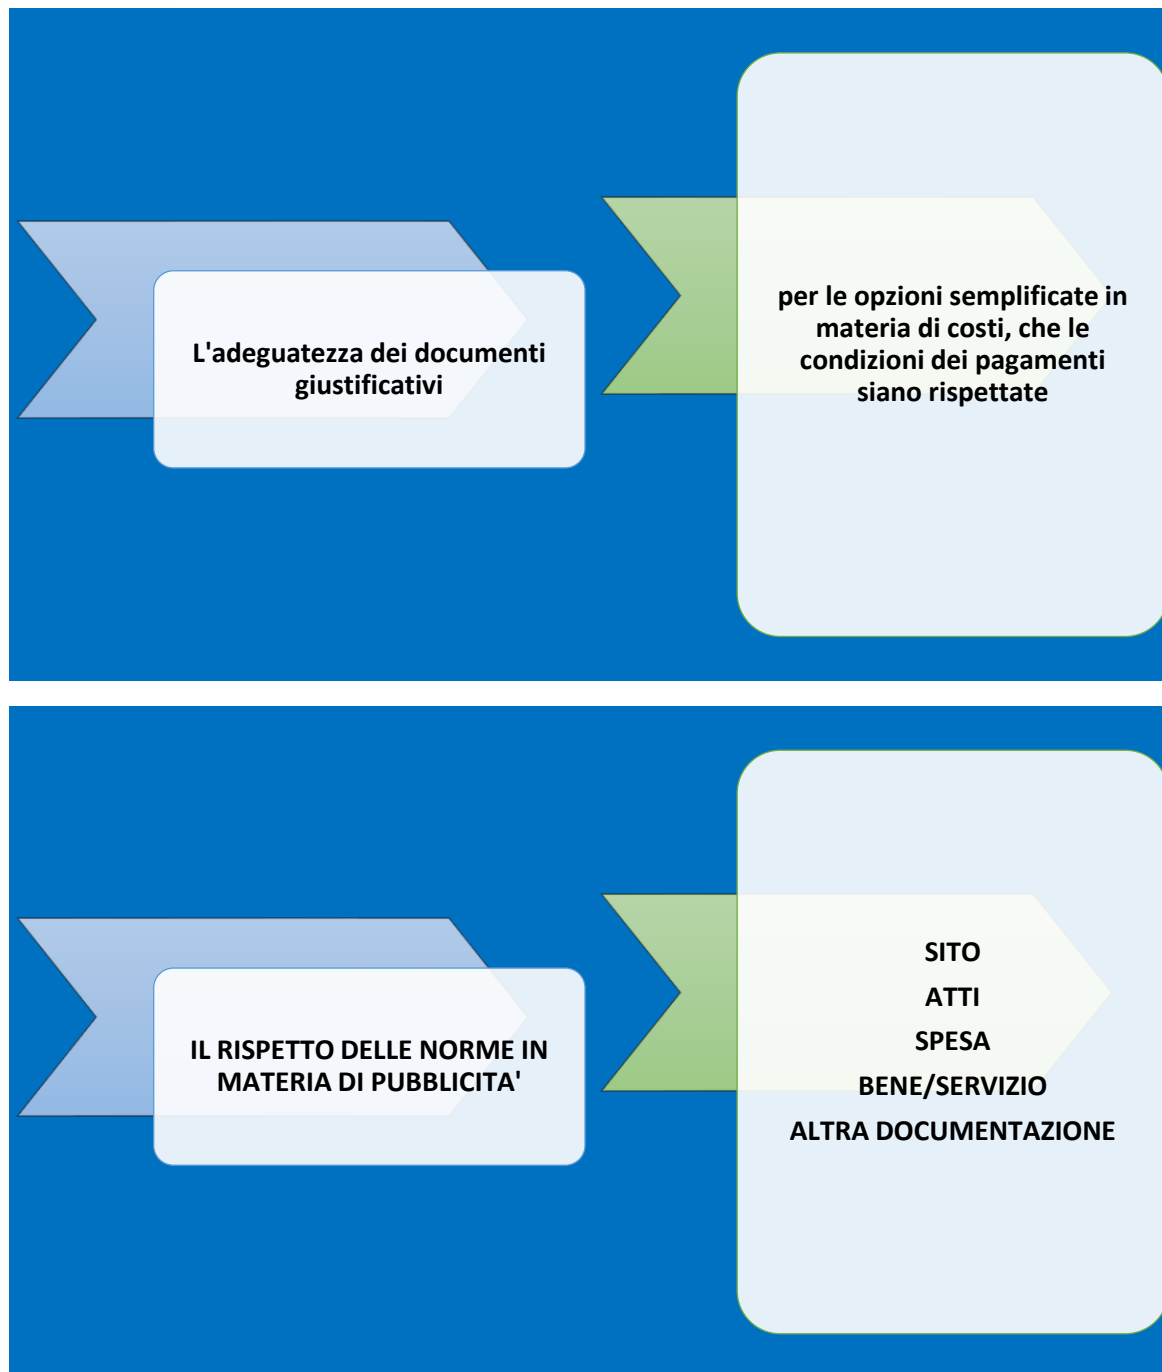 L'adeguatezza dei documenti
giustificativi
per le opzioni semplificate in
materia di costi, che le
condizioni dei pagamenti
siano rispettate
IL RISPETTO DELLE NORME IN
MATERIA DI PUBBLICITA'
SITO
ATTI
SPESA
BENE/SERVIZIO
ALTRA DOCUMENTAZIONE